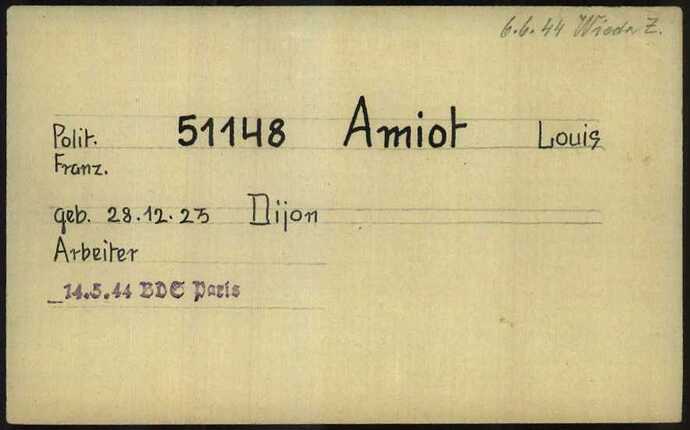 6.6.44 Wieda Z.
Polit. 51148 Amiot Louis
Franz.
geb. 28.12.23 Dijon
Arbeiter
14.5.44 BDS Paris